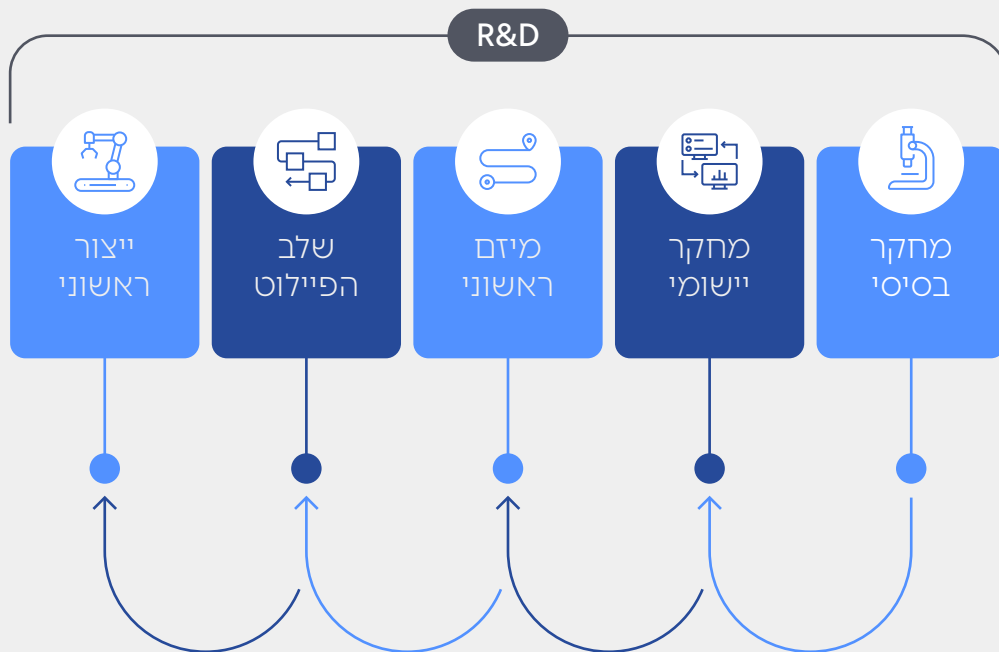 R&D
מחקר
בסיסי
מחקר
יישומי
מיזם
ראשוני
שלב
הפיילוט
ייצור
ראשוני